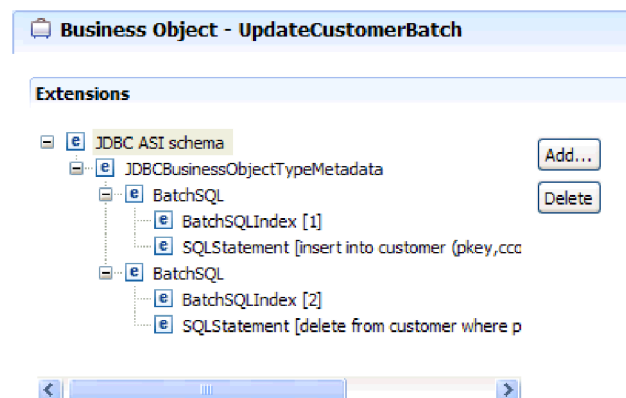 Business Object - UpdateCustomerBatch
Extensions
JDBC ASI schema
Add...
JDBCBusinessObjectTypeMetadata
BatchSQL
Delete
BatchSQLIndex [1]
SQLStatement [insert into customer (pkey,ccc
BatchSQL
BatchSQLIndex [2]
SQLStatement [delete from customer where p